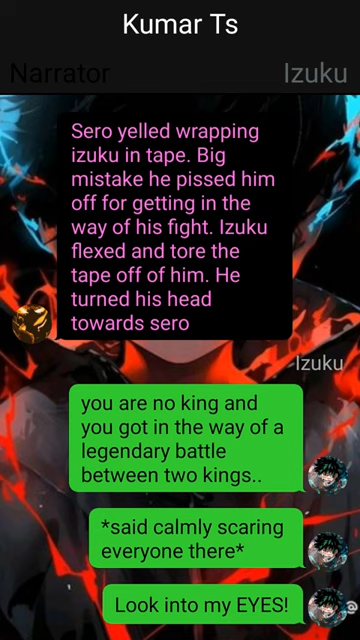 Kumar Ts
Narrator
Izuku
Sero yelled wrapping
izuku in tape. Big
mistake he pissed him
off for getting in the
way of his fight. Izuku
flexed and tore the
tape off of him. He
turned his head
towards sero
Izuku
you are no king and
you got in the way of a
legendary battle
between two kings..
*said calmly scaring
everyone there*
Look into my EYES!
@